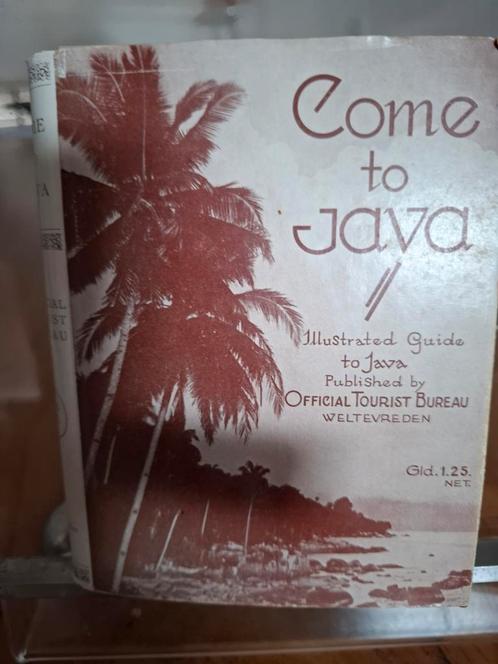 Come
to
Java
Illustrated Guide
to Java
Published by
OFFICIAL TOURIST BUREAU
WELTEVREDEN
Gld. 1.25.
NET.